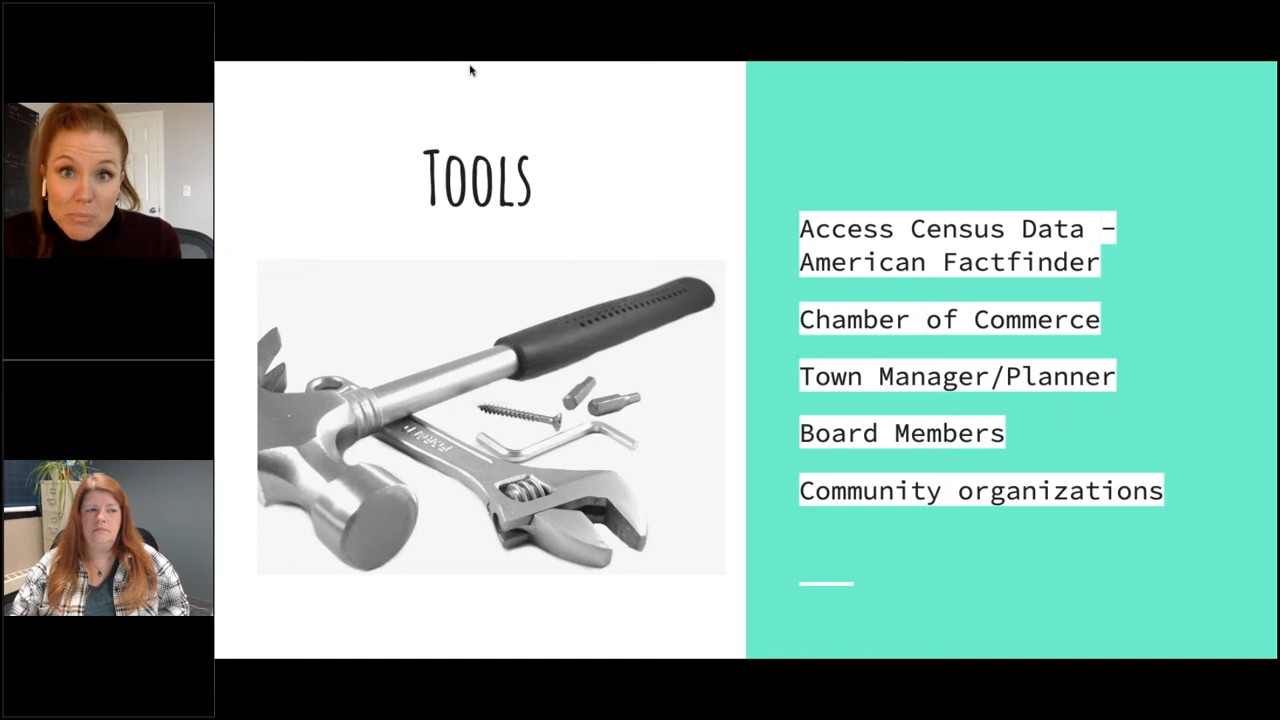 Tools
Access Census Data –
American Factfinder
Chamber of Commerce
Town Manager/Planner
Board Members
Community organizations